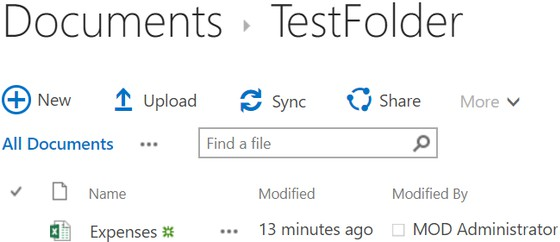 Documents ▸ TestFolder
New Upload Sync Share More
All Documents ••• Find a file
Name Modified Modified By
Expenses ••• 13 minutes ago MOD Administrator